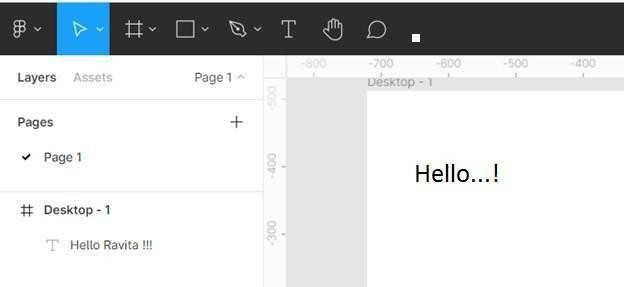 T
-800 -700 -600 -500 -400
Layers Assets Page 1
Desktop - 1
-500
Pages
Page 1
-400
Hello...!
Desktop - 1
-300
T Hello Ravita !!!